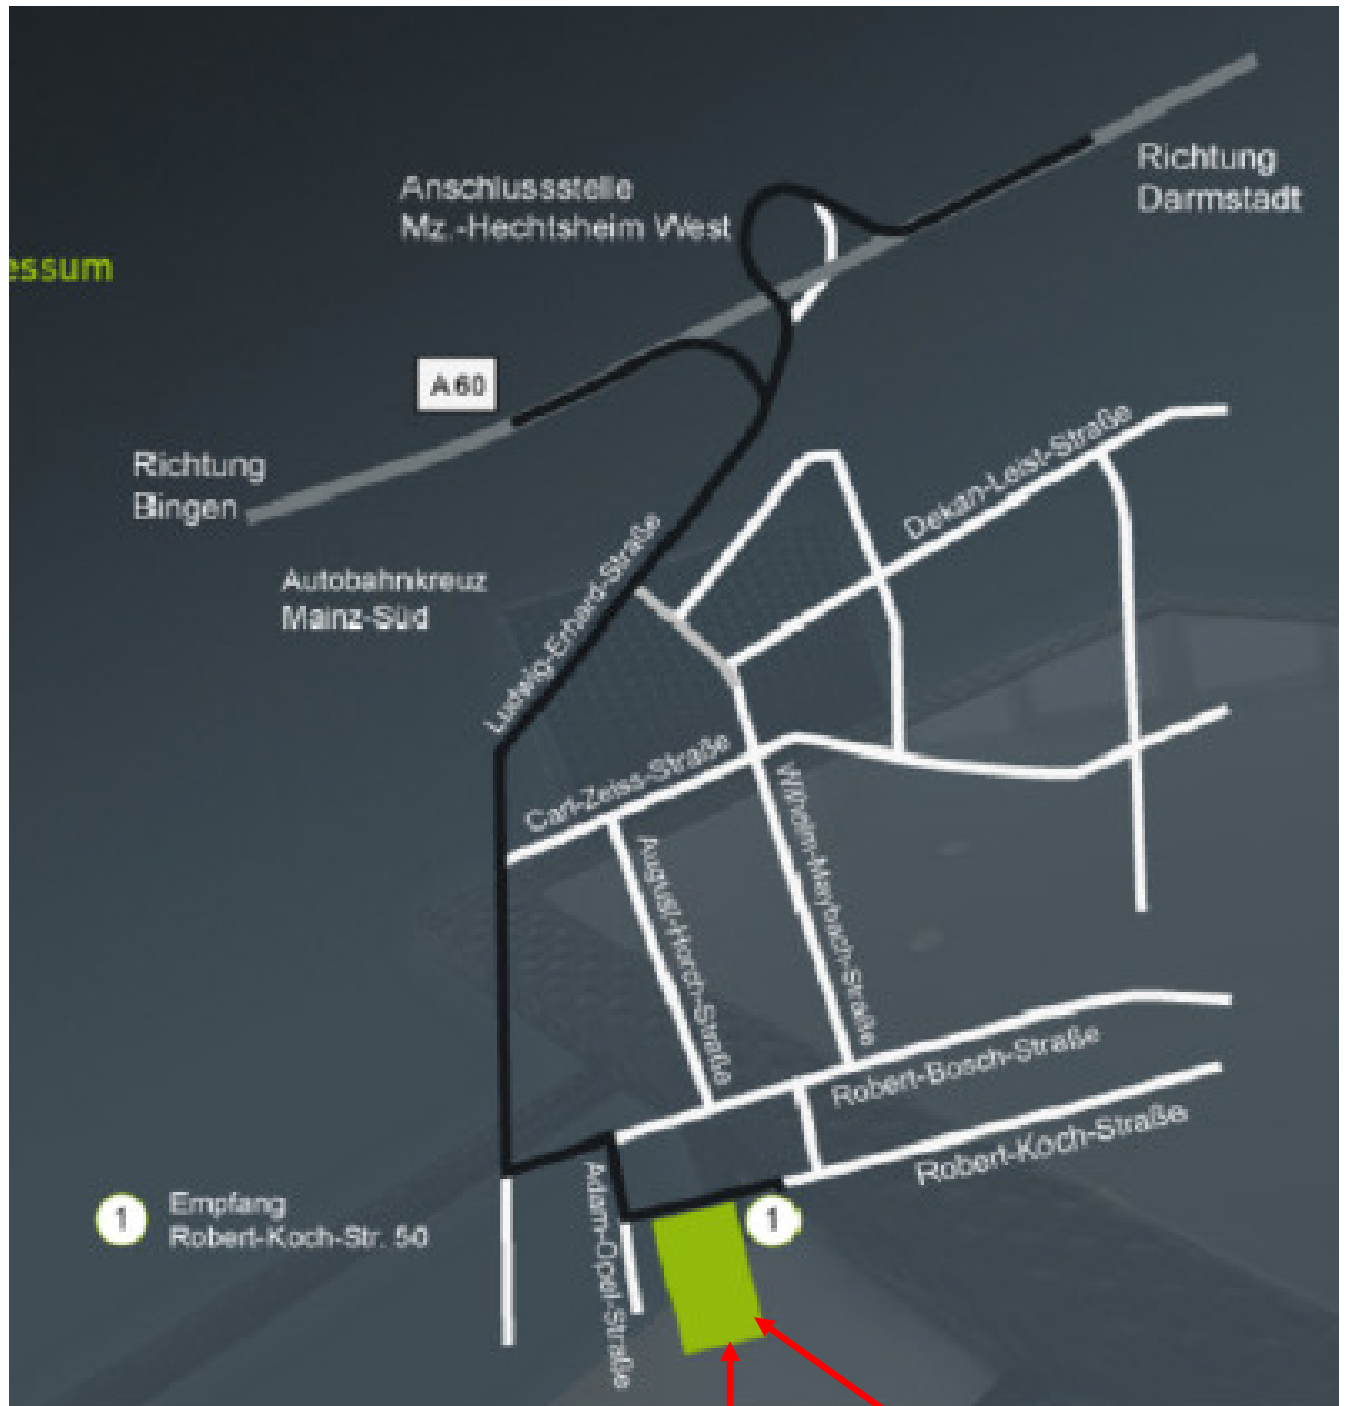 Richtung
Darmstadt
Anschlussstelle
Mz.-Hechtsheim West
essum
A 60
Richtung
Bingen
Dekan-Leist-Straße
Autobahnkreuz
Mainz-Süd
Ludwig-Erhard-Straße
Carl-Zeiss-Straße
Wilhelm-Maybach-Straße
August-Horch-Straße
Robert-Bosch-Straße
Robert-Koch-Straße
Adam-Opel-Straße
1 Empfang
Robert-Koch-Str. 50
1